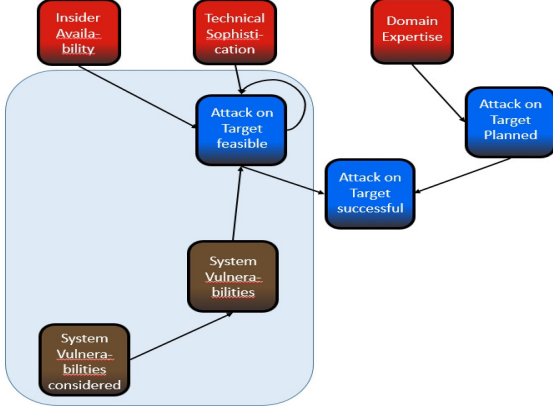 Insider
Availa-
bility
Technical
Sophisti-
cation
Domain
Expertise
Attack on
Target
feasible
Attack on
Target
Planned
Attack on
Target
successful
System
Vulnera-
bilities
System
Vulnera-
bilities
considered